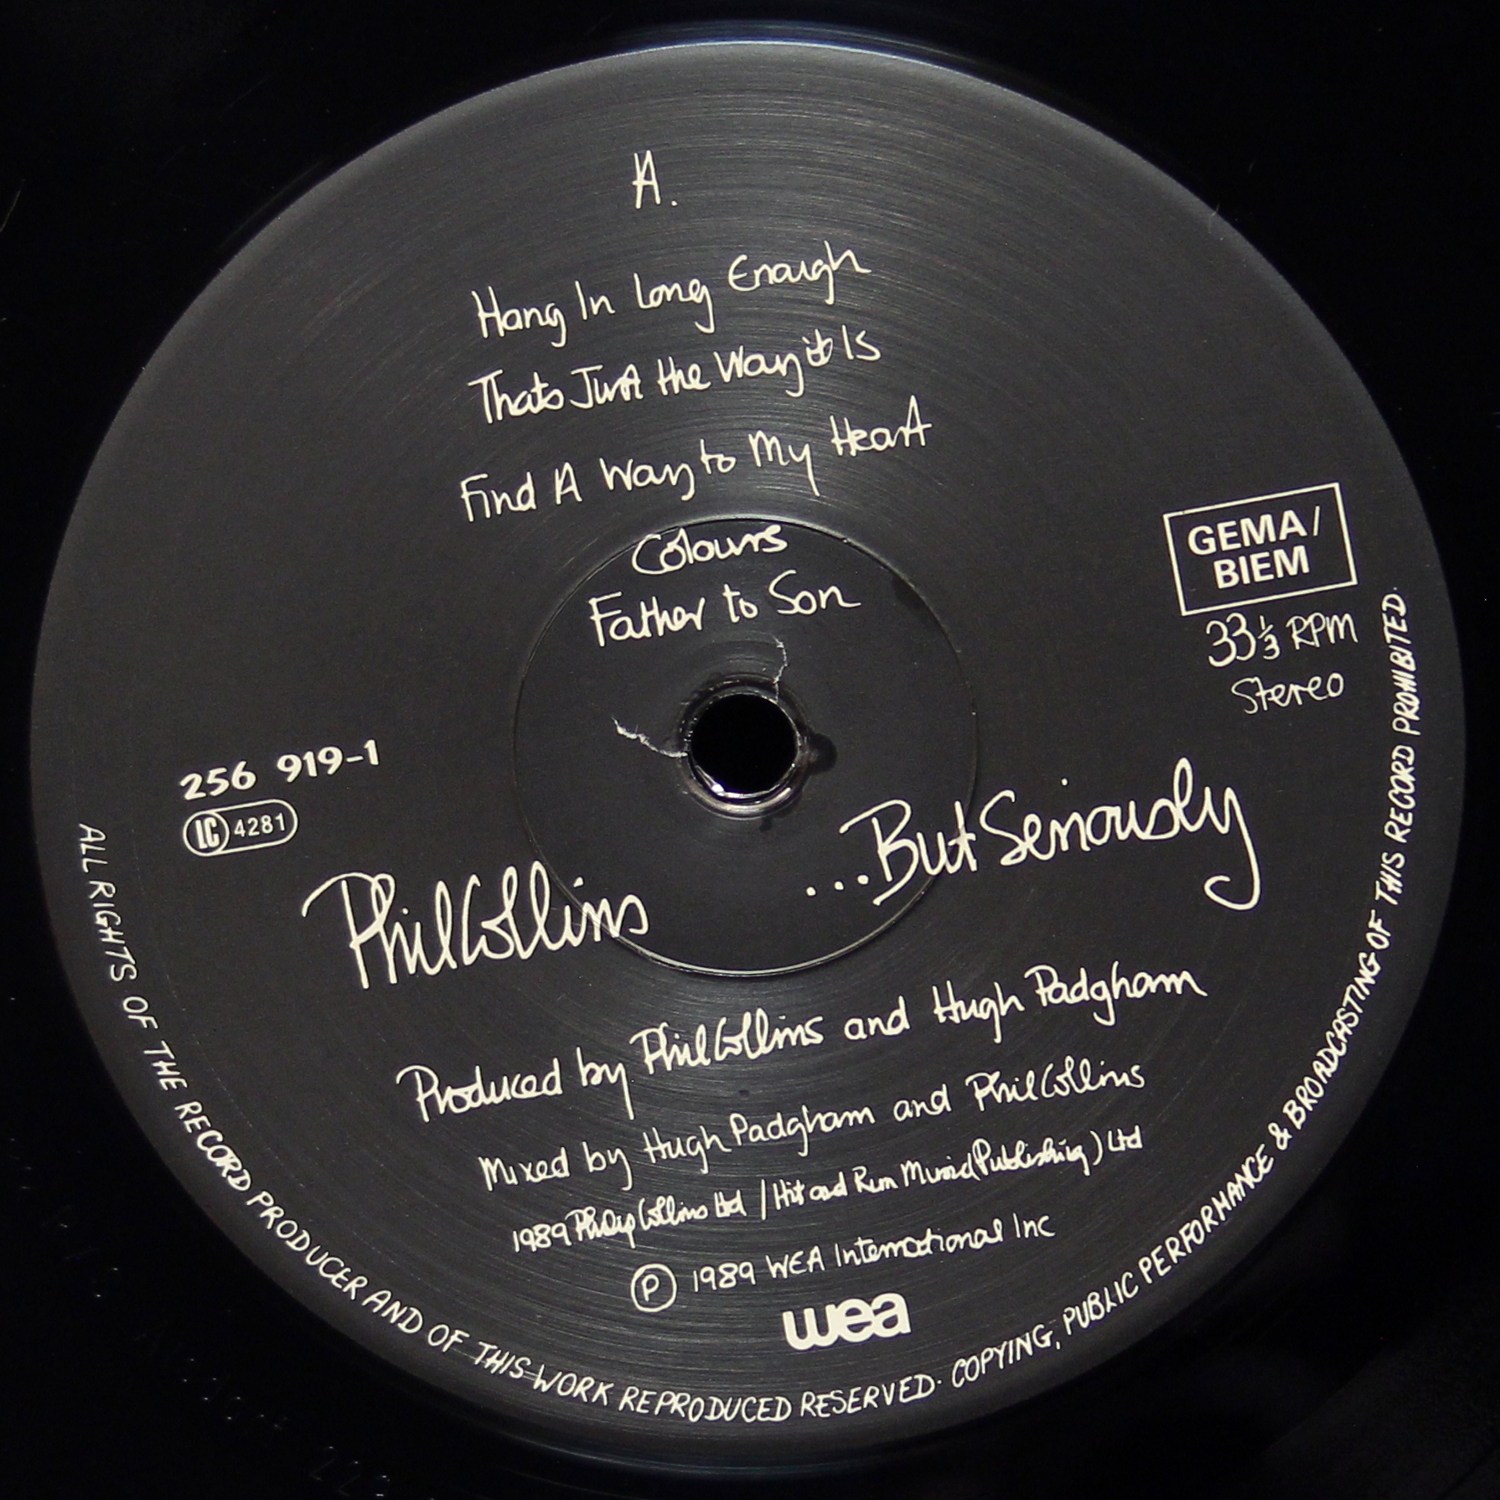 A.
Hang In Long Enough
Thats Just the Way it Is
Find A Way to My Heart
Colours
Father to Son
GEMA/
BIEM
33 1/3 RPM
Stereo
256 919-1
LC 4281
Phil Collins
...But Seriously
Produced by Phil Collins and Hugh Padgham
Mixed by Hugh Padgham and Phil Collins
1989 Philip Collins Ltd / Hit and Run Music (Publishing) Ltd
Ⓟ 1989 WEA International Inc
wea
ALL RIGHTS OF THE RECORD PRODUCER AND OF THIS WORK REPRODUCED RESERVED· COPYING, PUBLIC PERFORMANCE & BROADCASTING OF THIS RECORD PROHIBITED.